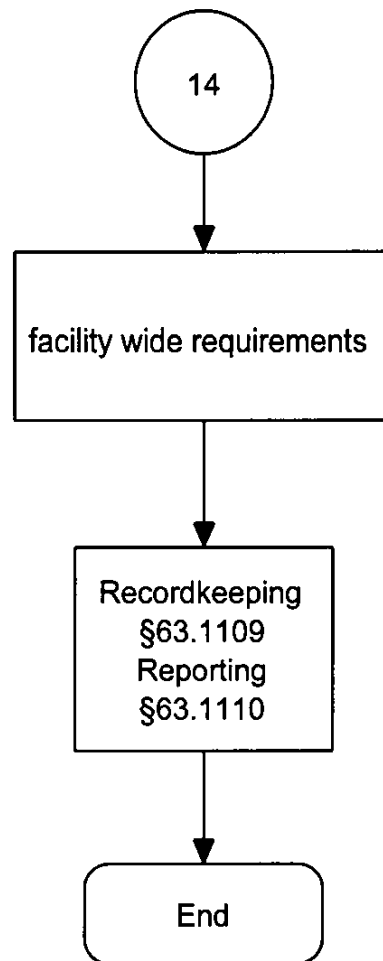 14
facility wide requirements
Recordkeeping
§63.1109
Reporting
§63.1110
End